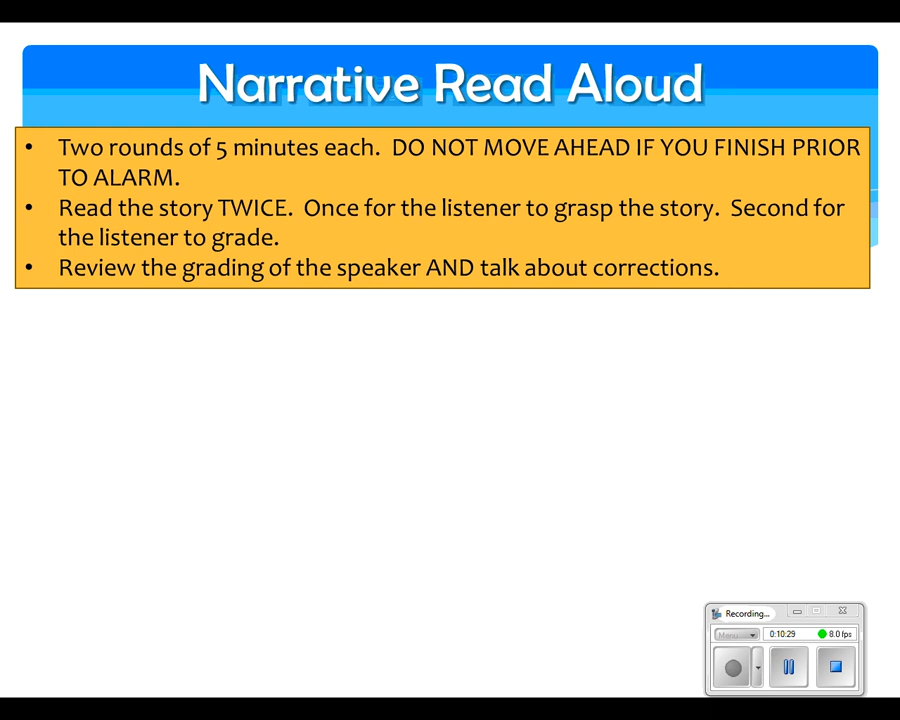 Narrative Read Aloud
• Two rounds of 5 minutes each.  DO NOT MOVE AHEAD IF YOU FINISH PRIOR
TO ALARM.
• Read the story TWICE.  Once for the listener to grasp the story.  Second for
the listener to grade.
• Review the grading of the speaker AND talk about corrections.
Recording...
Menu... 0:10:29 8.0 fps